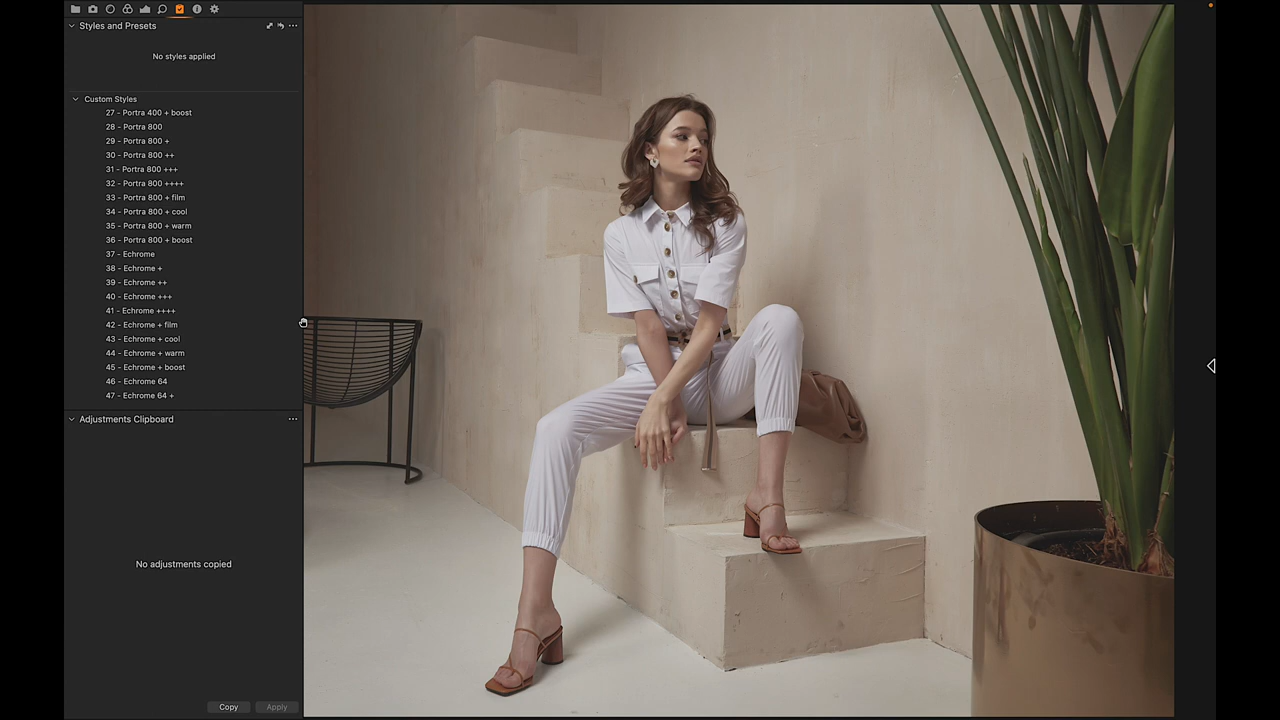 Styles and Presets
No styles applied
Custom Styles
27 - Portra 400 + boost
28 - Portra 800
29 - Portra 800 +
30 - Portra 800 ++
31 - Portra 800 +++
32 - Portra 800 ++++
33 - Portra 800 + film
34 - Portra 800 + cool
35 - Portra 800 + warm
36 - Portra 800 + boost
37 - Echrome
38 - Echrome +
39 - Echrome ++
40 - Echrome +++
41 - Echrome ++++
42 - Echrome + film
43 - Echrome + cool
44 - Echrome + warm
45 - Echrome + boost
46 - Echrome 64
47 - Echrome 64 +
Adjustments Clipboard
No adjustments copied
Copy Apply